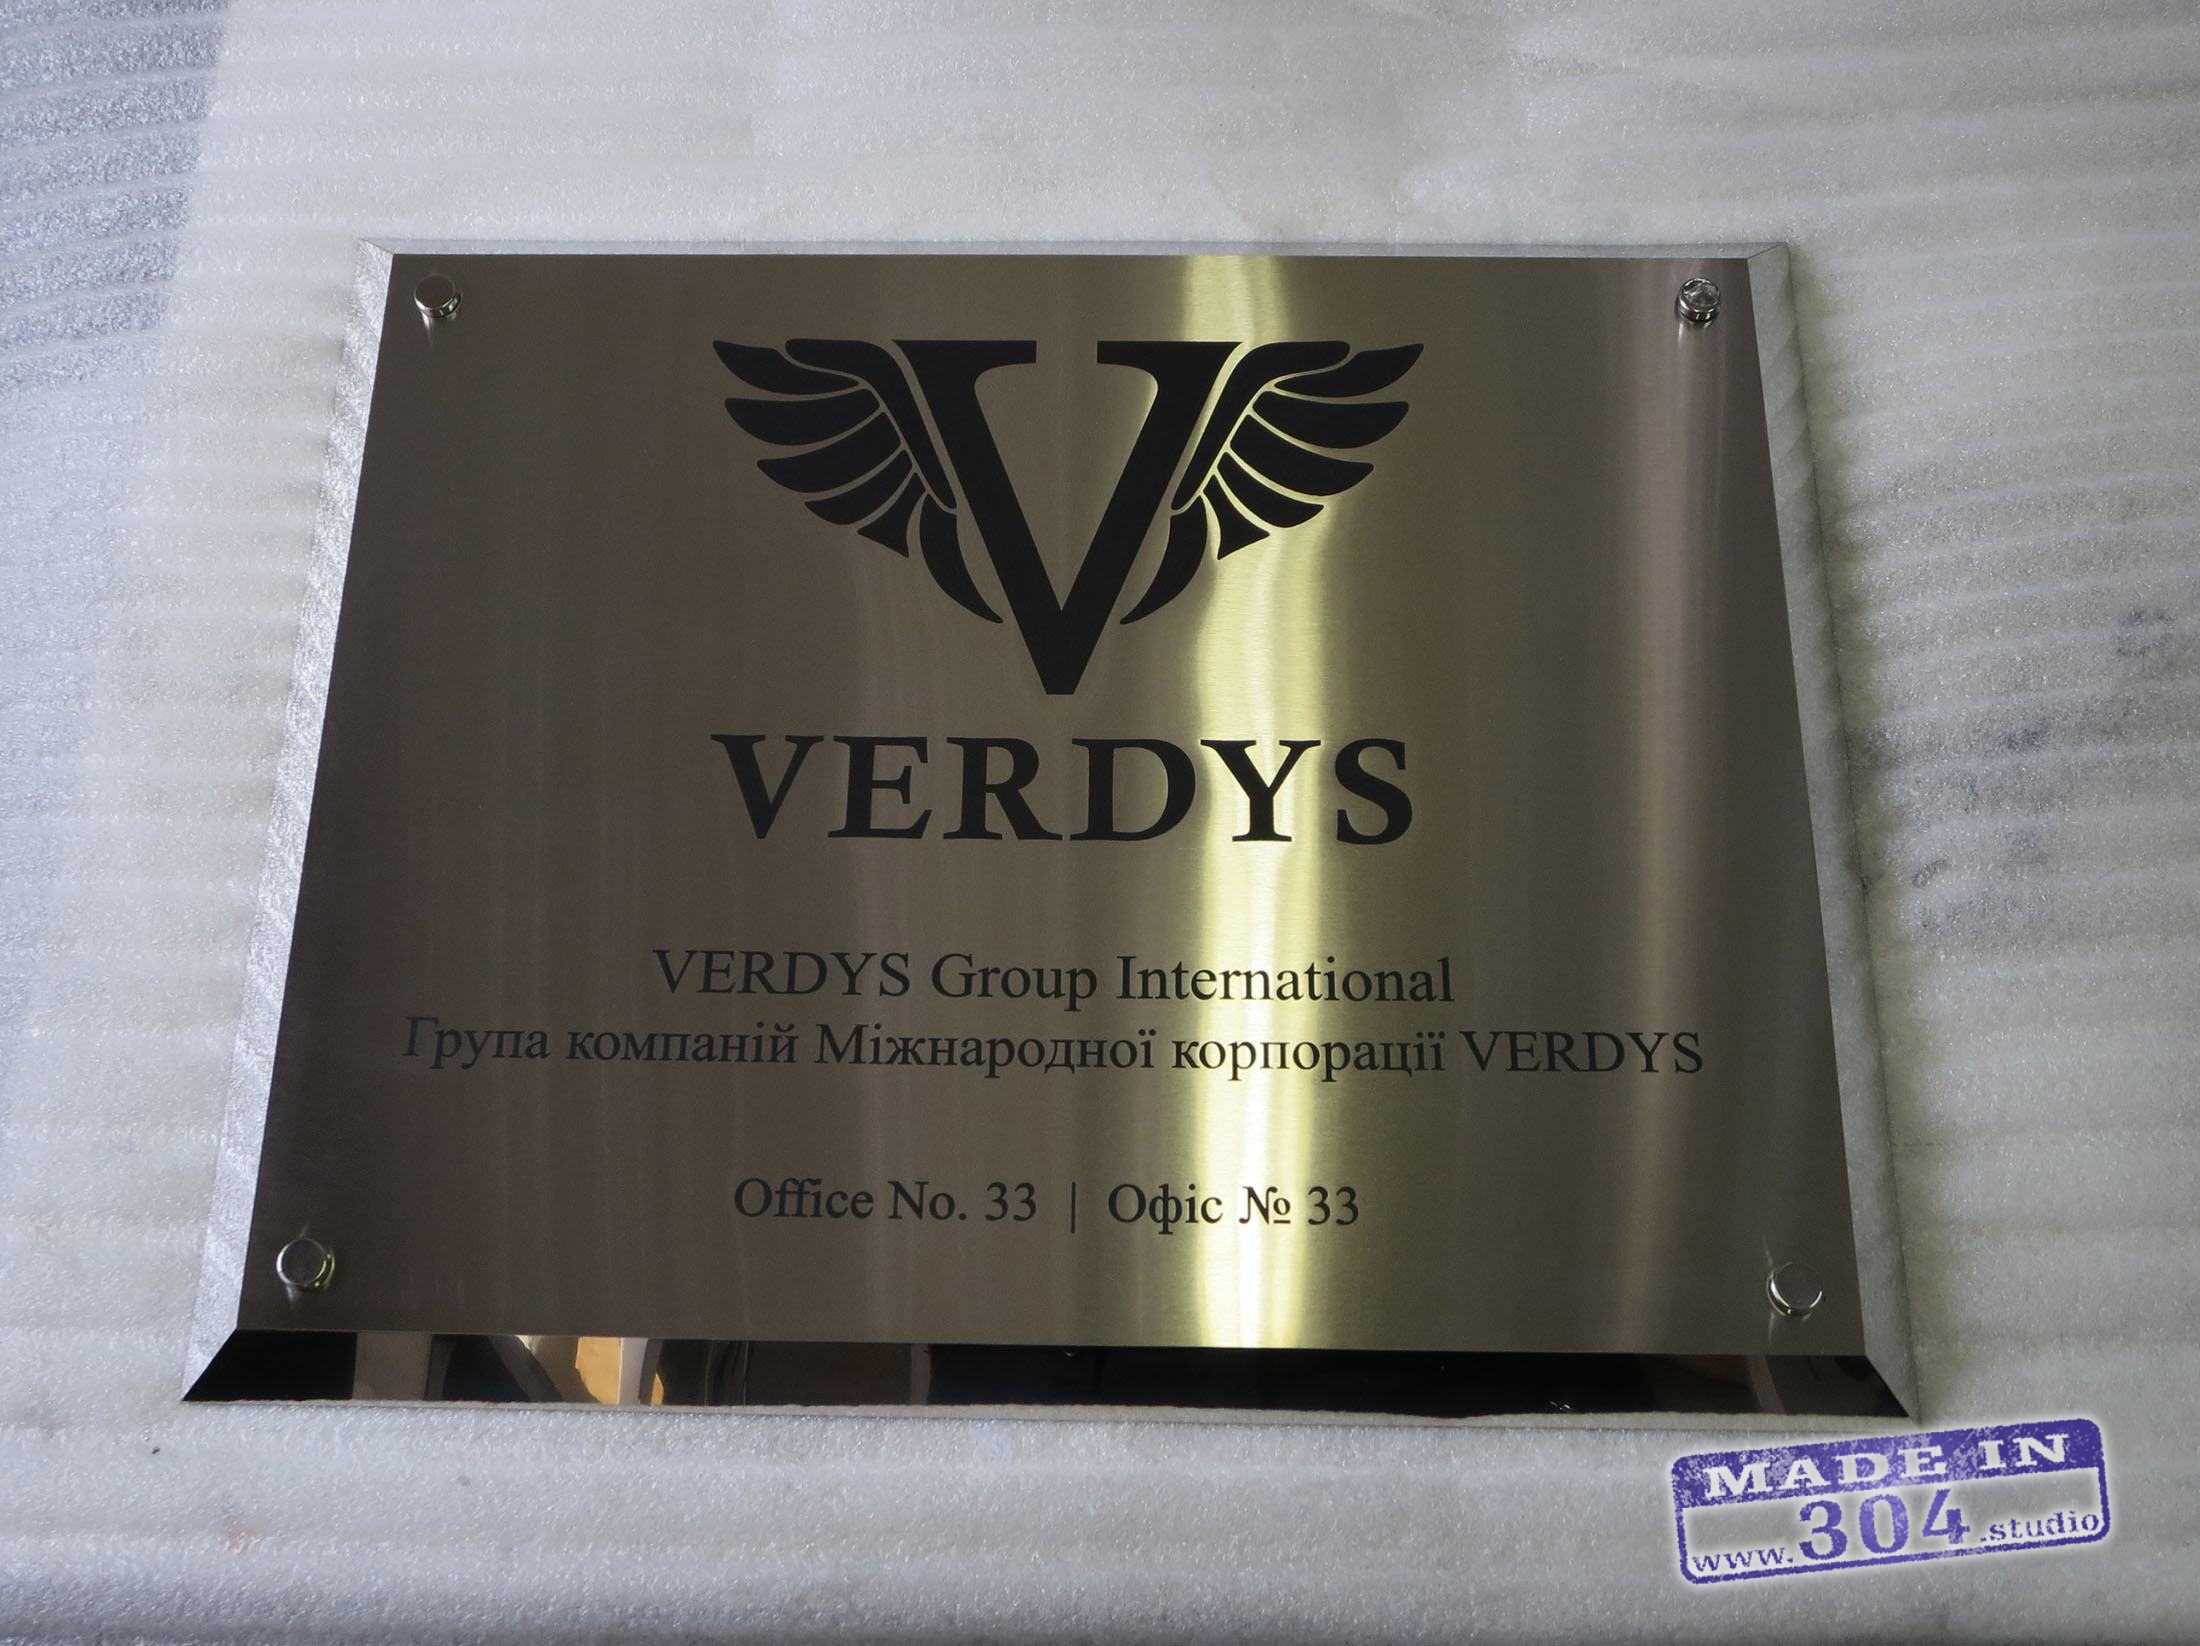 V
VERDYS
VERDYS Group International
Група компаній Міжнародної корпорації VERDYS
Office No. 33 | Офіс № 33
MADE IN
www.304.studio